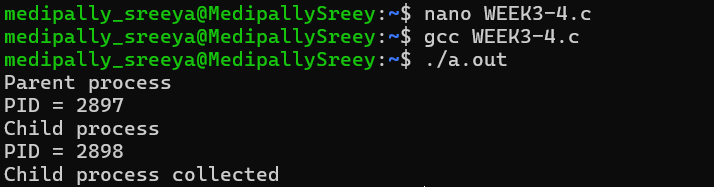 medipally_sreeya@MedipallySreey:~$ nano WEEK3-4.c
medipally_sreeya@MedipallySreey:~$ gcc WEEK3-4.c
medipally_sreeya@MedipallySreey:~$ ./a.out
Parent process
PID = 2897
Child process
PID = 2898
Child process collected